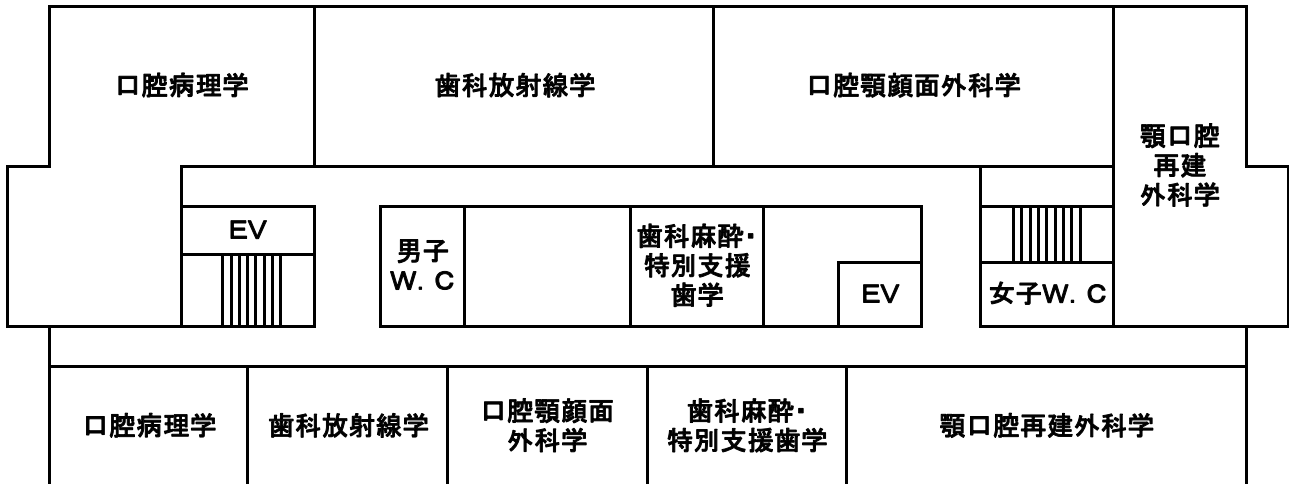 口腔病理学
歯科放射線学
口腔顎顔面外科学
顎口腔
再建
外科学
EV
男子
W.C
歯科麻酔・
特別支援
歯学
EV
女子W.C
口腔病理学
歯科放射線学
口腔顎顔面
外科学
歯科麻酔・
特別支援歯学
顎口腔再建外科学